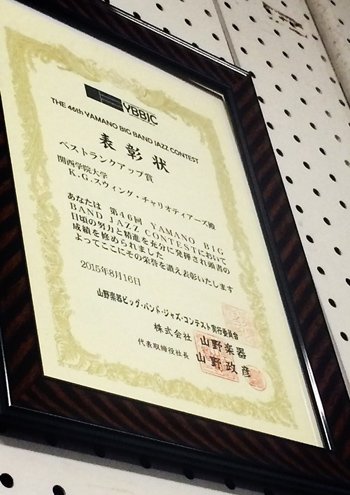 YBBJC
THE 46th YAMANO BIG BAND JAZZ CONTEST
表彰状
ベストランクアップ賞
関西学院大学
K.G.スウィング・チャリオティアーズ殿
あなたは 第46回 YAMANO BIG
BAND JAZZ CONTESTにおいて
日頃の努力と精進を充分に発揮され頭書の
成績を修められました
よってここにその栄誉を讃え表彰いたします
2015年8月16日
山野楽器ビッグ・バンド・ジャズ・コンテスト実行委員会
株式会社 山野楽器
代表取締役社長 山野政彦